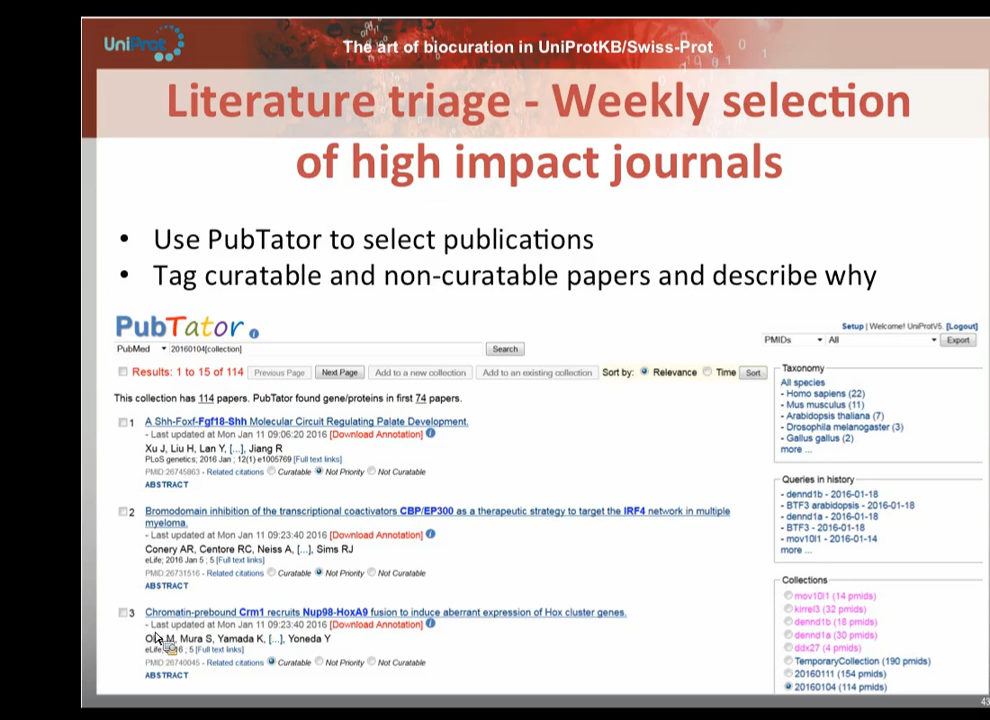 UniProt
The art of biocuration in UniProtKB/Swiss-Prot
Literature triage - Weekly selection
of high impact journals
• Use PubTator to select publications
• Tag curatable and non-curatable papers and describe why
PubTator
Setup | Welcome! UniProtV5. [Logout]
PubMed 20160104[collection] Search
PMIDs All Export
Results: 1 to 15 of 114 Previous Page Next Page Add to a new collection Add to an existing collection Sort by: Relevance Time Sort
This collection has 114 papers. PubTator found gene/proteins in first 74 papers.
1 A Shh-Foxf-Fgf18-Shh Molecular Circuit Regulating Palate Development.
- Last updated at Mon Jan 11 09:06:20 2016 [Download Annotation]
Xu J, Liu H, Lan Y, [...], Jiang R
PLoS genetics, 2016 Jan ; 12(1) e1005769 [Full text links]
PMID:26745863 - Related citations Curatable Not Priority Not Curatable
ABSTRACT
2 Bromodomain inhibition of the transcriptional coactivators CBP/EP300 as a therapeutic strategy to target the IRF4 network in multiple
myeloma.
- Last updated at Mon Jan 11 09:23:40 2016 [Download Annotation]
Conery AR, Centore RC, Neiss A, [...], Sims RJ
eLife; 2016 Jan 5 ; 5 [Full text links]
PMID:26731516 - Related citations Curatable Not Priority Not Curatable
ABSTRACT
3 Chromatin-prebound Crm1 recruits Nup98-HoxA9 fusion to induce aberrant expression of Hox cluster genes.
- Last updated at Mon Jan 11 09:23:40 2016 [Download Annotation]
M, Mura S, Yamada K, [...], Yoneda Y
eLife; 16 , 5 [Full text links]
PMID:26740045 - Related citations Curatable Not Priority Not Curatable
ABSTRACT
Taxonomy
All species
- Homo sapiens (22)
- Mus musculus (11)
- Arabidopsis thaliana (7)
- Drosophila melanogaster (3)
- Gallus gallus (2)
more ...
Queries in history
- dennd1b - 2016-01-18
- BTF3 arabidopsis - 2016-01-18
- dennd1a - 2016-01-18
- BTF3 - 2016-01-18
- mov10l1 - 2016-01-14
more ...
Collections
mov10l1 (14 pmids)
kirrel3 (32 pmids)
dennd1b (18 pmids)
dennd1a (30 pmids)
ddx27 (4 pmids)
TemporaryCollection (190 pmids)
20160111 (154 pmids)
20160104 (114 pmids)
43